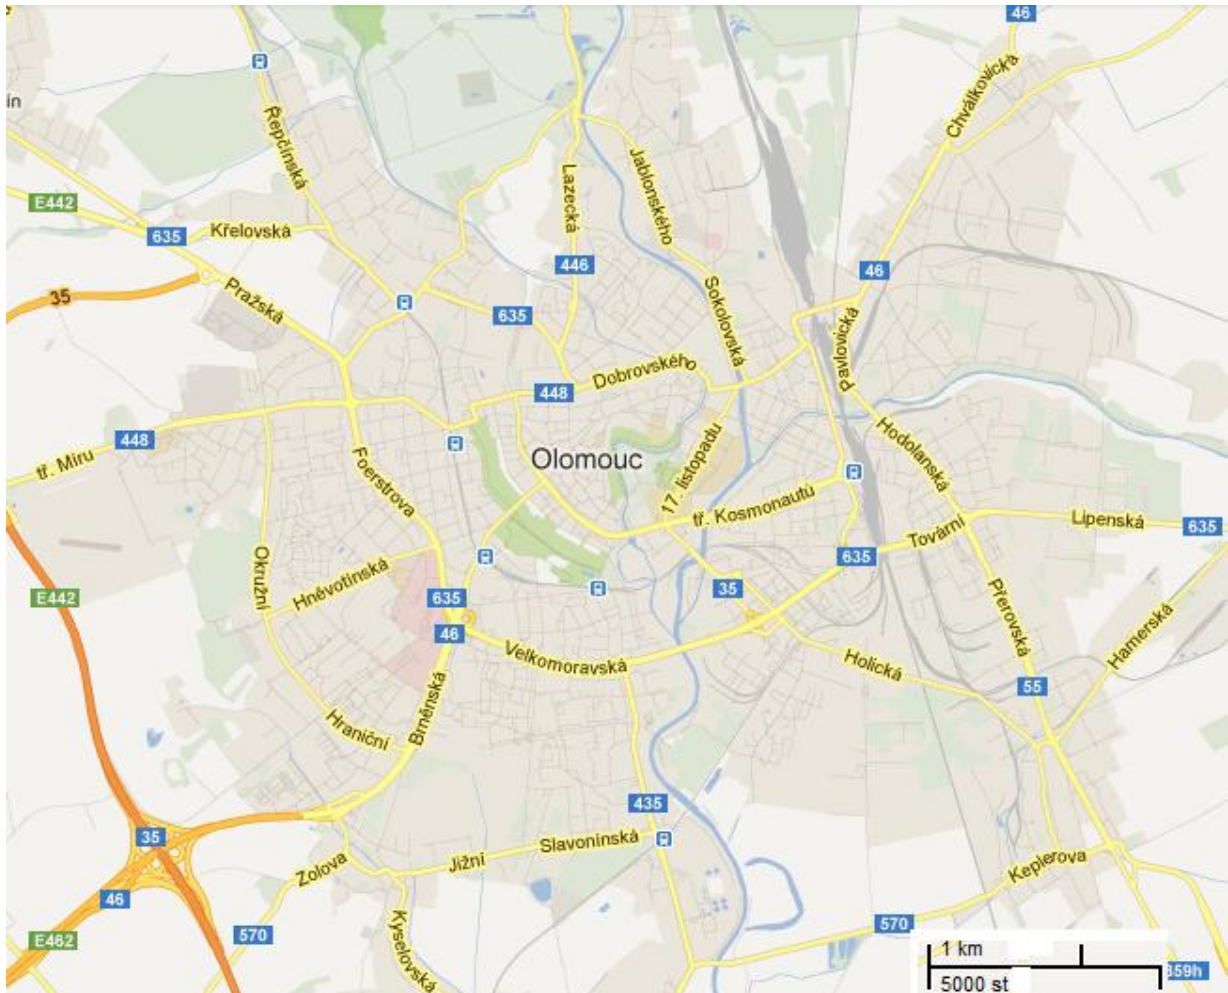 46
Chválkovická
ín
Řepčínská
Jablonského
Lazecká
E442
Křelovská
635
446
46
35
Pražská
Sokolovská
635
Pavlovická
Dobrovského
448
448
tř. Míru
Foerstrova
Olomouc
17. listopadu
Hodolanská
tř. Kosmonautů
Lipenská
635
Tovární
635
Okružní
Hněvotínská
E442
635
35
Přerovská
46
Hamerská
Velkomoravská
Holická
55
Brněnská
Hraniční
435
35
Slavonínská
Jižní
Zolova
Keplerova
46
Kyselovská
570
570
E462
1 km
359h
5000 st